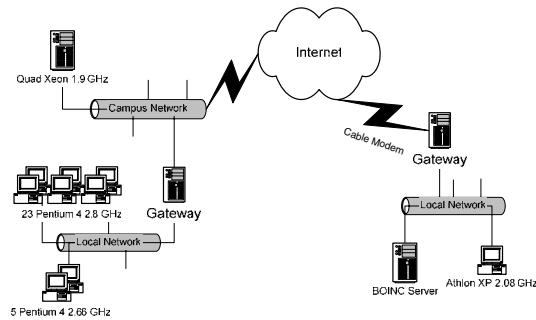 Internet
Quad Xeon 1.9 GHz
Campus Network
Cable Modem
Gateway
23 Pentium 4 2.8 GHz
Gateway
Local Network
Local Network
5 Pentium 4 2.66 GHz
BOINC Server
Athlon XP 2.08 GHz